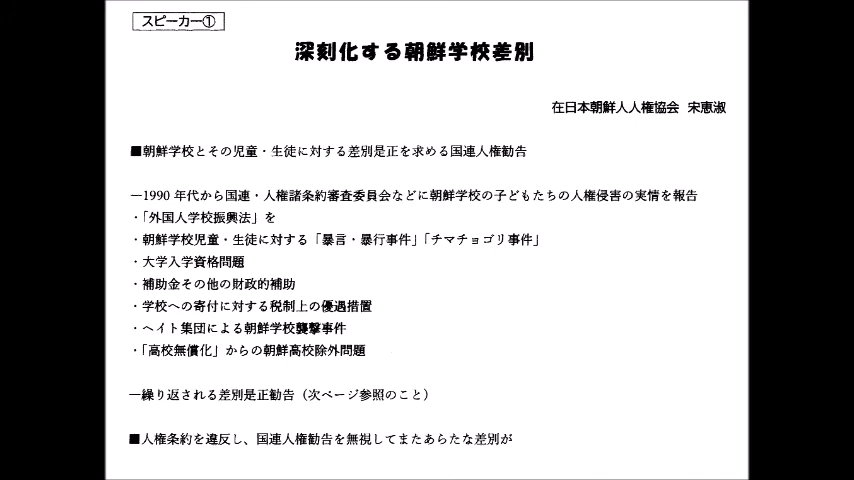 スピーカー①
深刻化する朝鮮学校差別
在日本朝鮮人人権協会　宋恵淑
■朝鮮学校とその児童・生徒に対する差別是正を求める国連人権勧告
―1990 年代から国連・人権諸条約審査委員会などに朝鮮学校の子どもたちの人権侵害の実情を報告
・「外国人学校振興法」を
・朝鮮学校児童・生徒に対する「暴言・暴行事件」「チマチョゴリ事件」
・大学入学資格問題
・補助金その他の財政的補助
・学校への寄付に対する税制上の優遇措置
・ヘイト集団による朝鮮学校襲撃事件
・「高校無償化」からの朝鮮高校除外問題
―繰り返される差別是正勧告（次ページ参照のこと）
■人権条約を違反し、国連人権勧告を無視してまたあらたな差別が